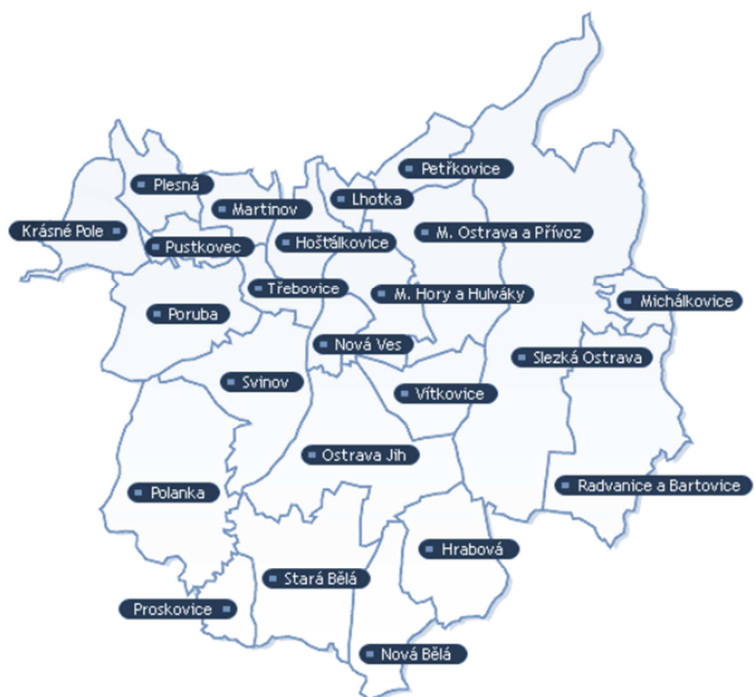 Petřkovice
Plesná
Lhotka
Martinov
Krásné Pole
M. Ostrava a Přívoz
Hošťálkovice
Pustkovec
Třebovice
M. Hory a Hulváky
Michálkovice
Poruba
Nová Ves
Slezká Ostrava
Svinov
Vítkovice
Ostrava Jih
Radvanice a Bartovice
Polanka
Hrabová
Stará Bělá
Proskovice
Nová Bělá